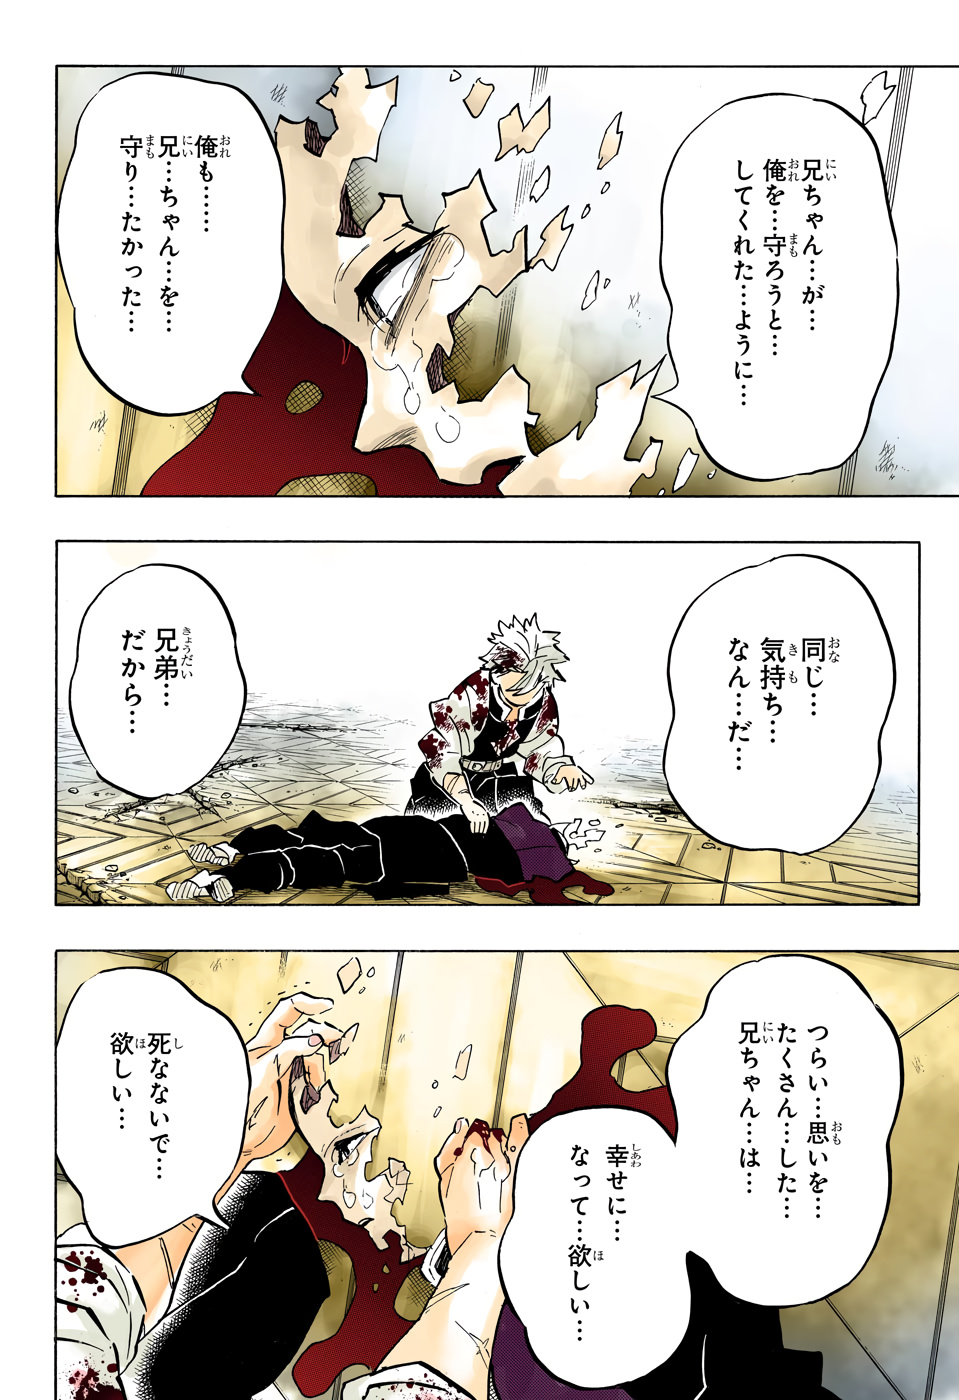 兄ちゃん…が…
俺を…守ろうと…
してくれた…ように…
俺も……
兄…ちゃん…を…
守り…たかった…
同じ…
気持ち…
なん…だ…
兄弟…
だから…
つらい…思いを…
たくさん…した…
兄ちゃん…は…
幸せに…
なって…欲しい…
死なないで…
欲しい…